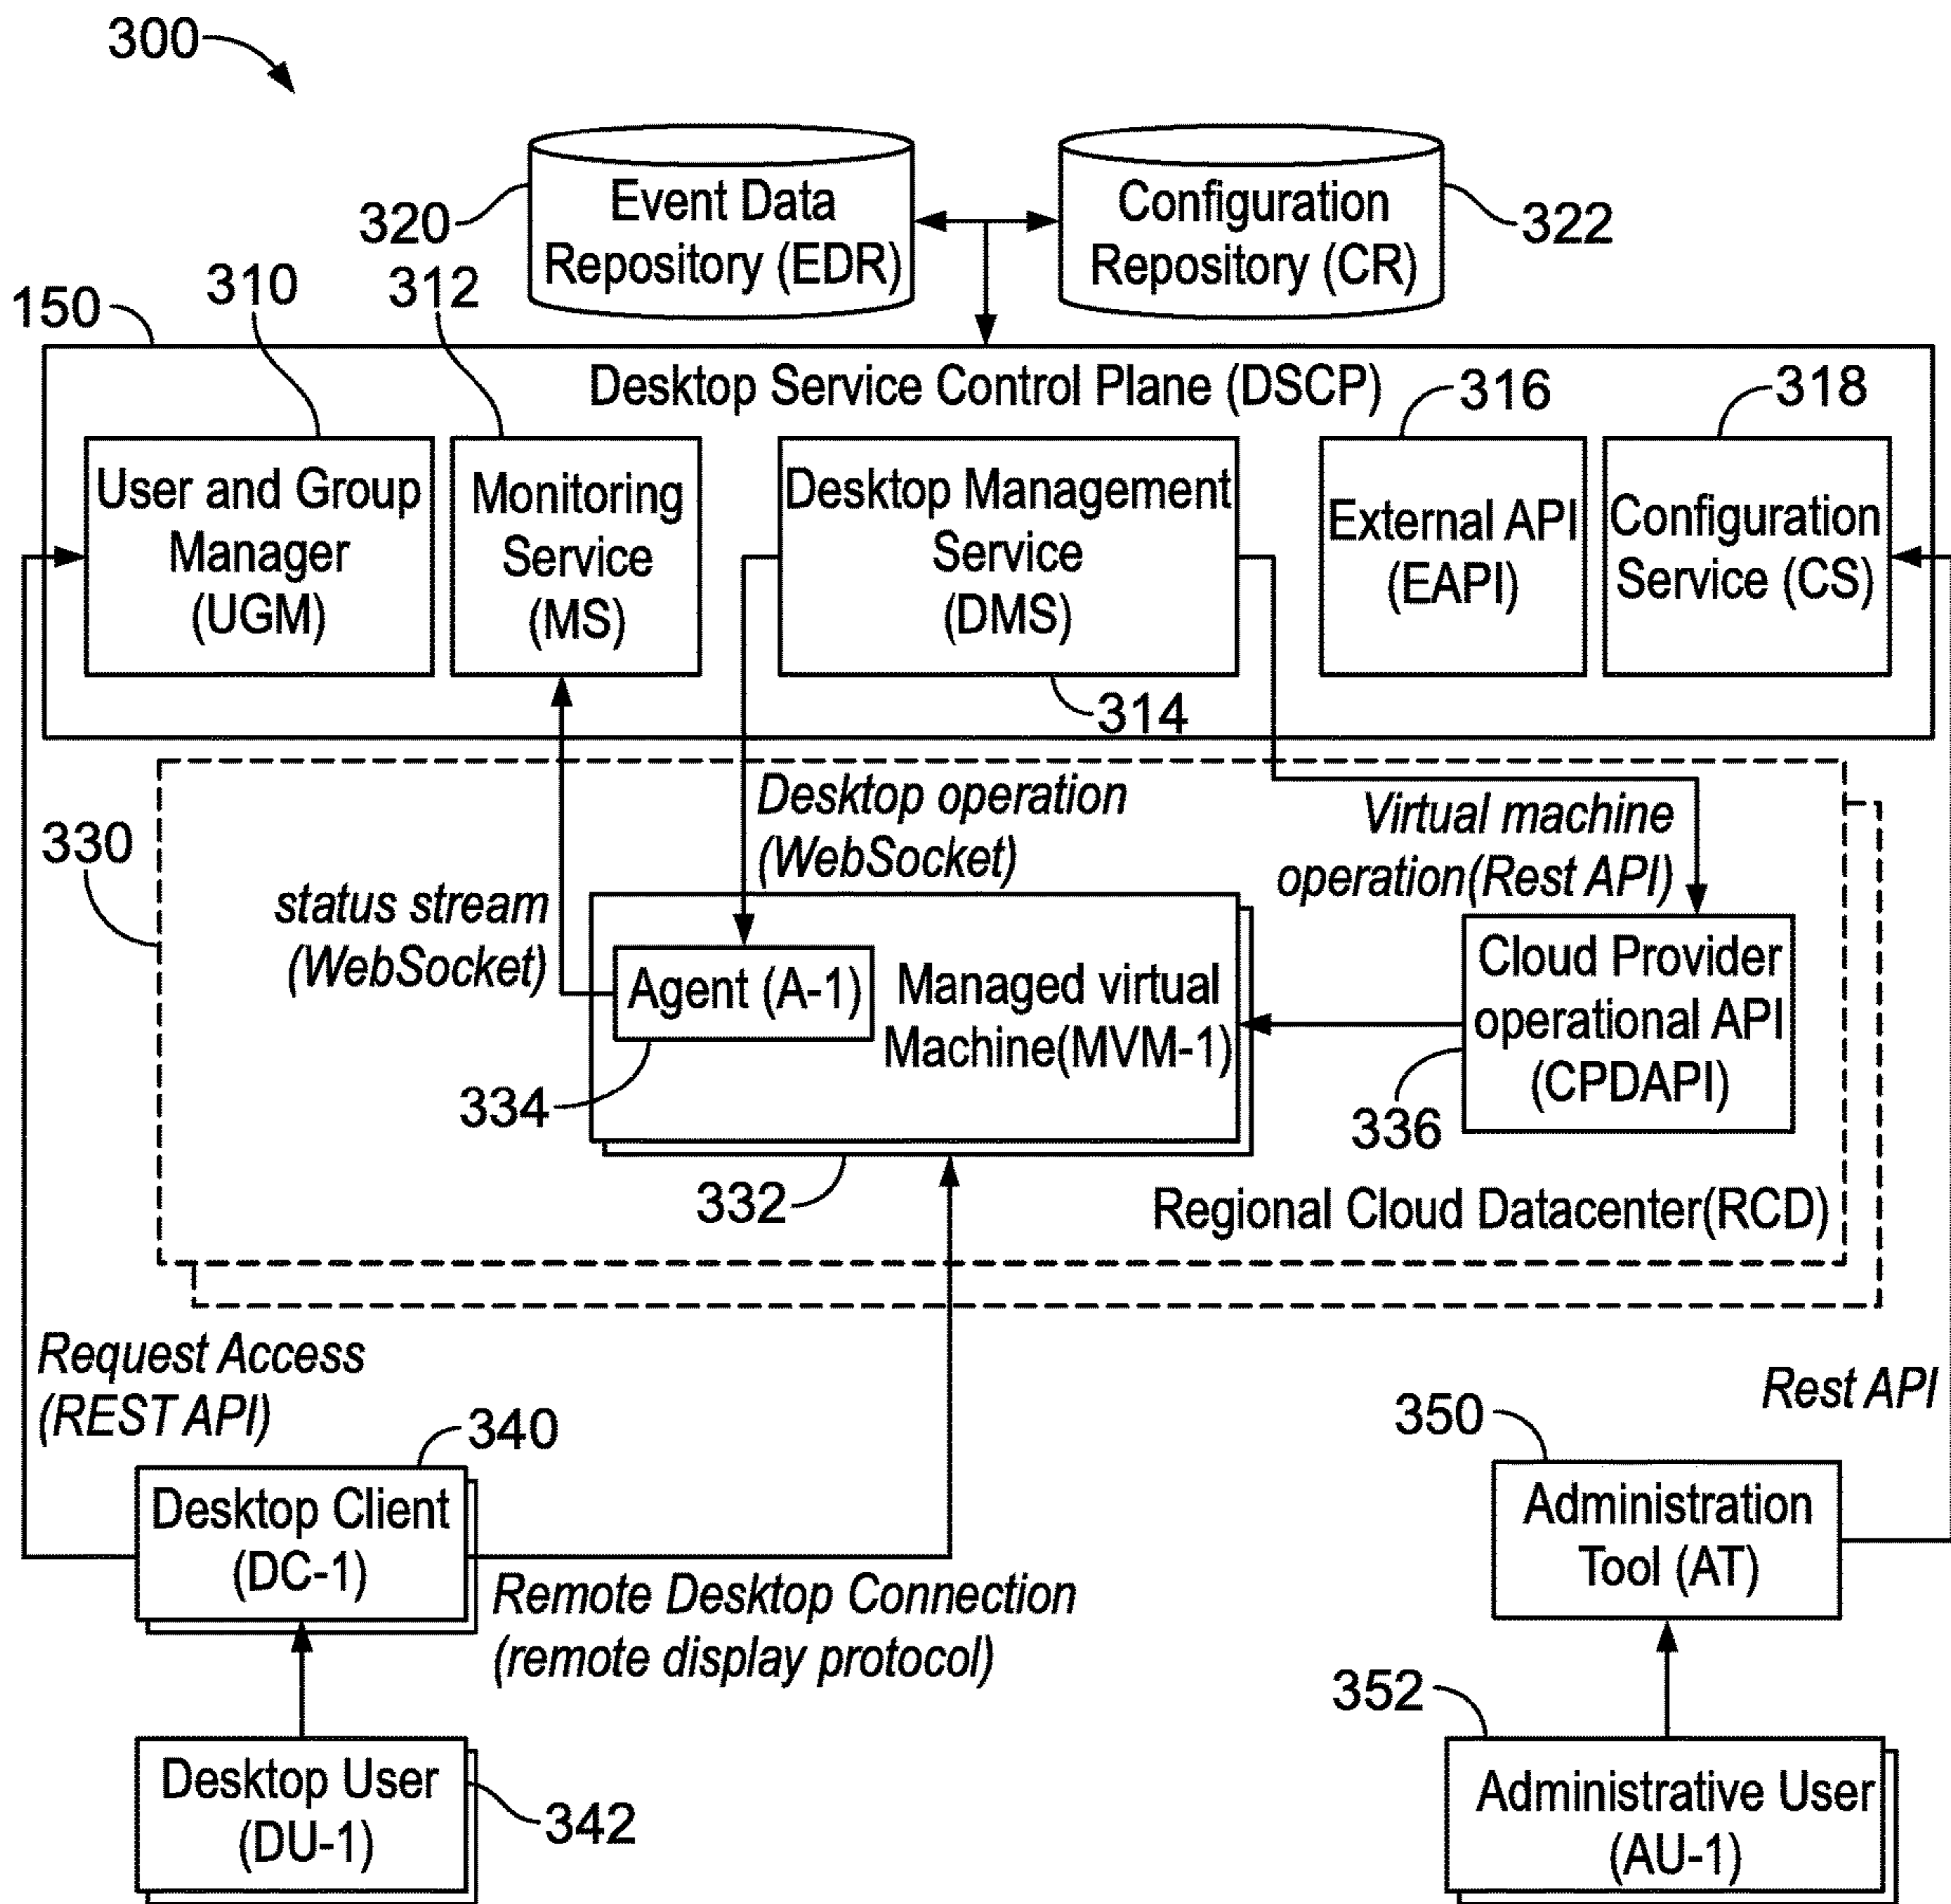 300
Event Data
Repository (EDR)
320
Configuration
Repository (CR)
322
150
310
312
Desktop Service Control Plane (DSCP)
316
318
User and Group
Manager
(UGM)
Monitoring
Service
(MS)
Desktop Management
Service
(DMS)
External API
(EAPI)
Configuration
Service (CS)
314
330
Desktop operation
(WebSocket)
Virtual machine
operation(Rest API)
status stream
(WebSocket)
Agent (A-1)
Managed virtual
Machine(MVM-1)
Cloud Provider
operational API
(CPDAPI)
334
336
332
Regional Cloud Datacenter(RCD)
Request Access
(REST API)
Rest API
340
350
Desktop Client
(DC-1)
Administration
Tool (AT)
Remote Desktop Connection
(remote display protocol)
352
Desktop User
(DU-1)
342
Administrative User
(AU-1)